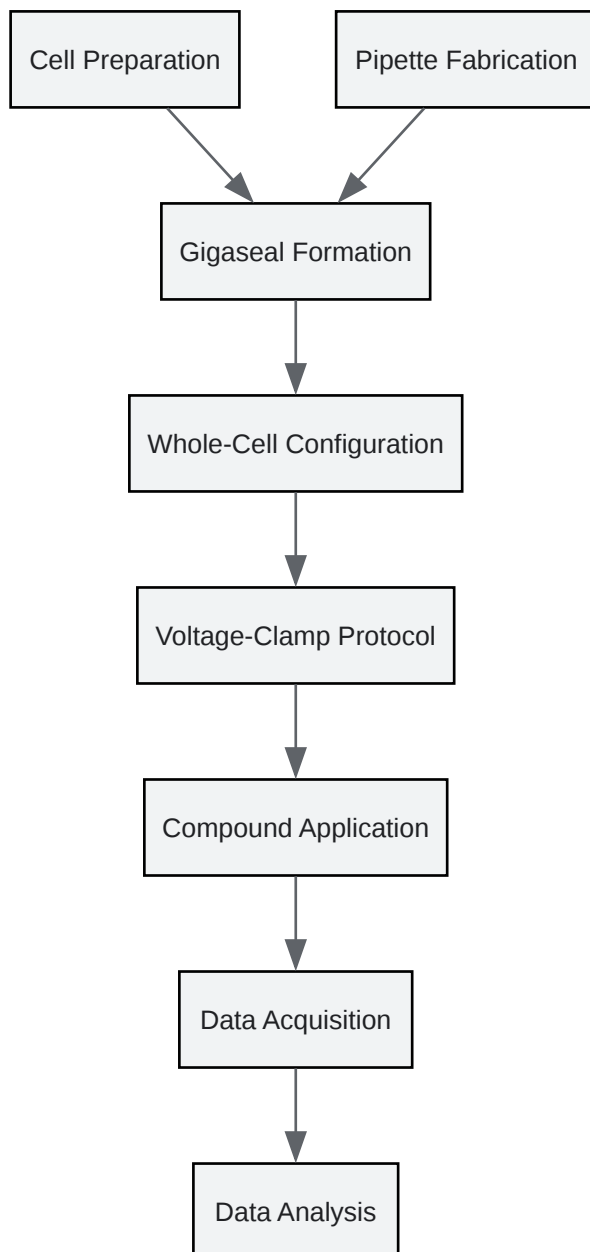 Cell Preparation
Pipette Fabrication
Gigaseal Formation
Whole-Cell Configuration
Voltage-Clamp Protocol
Compound Application
Data Acquisition
Data Analysis